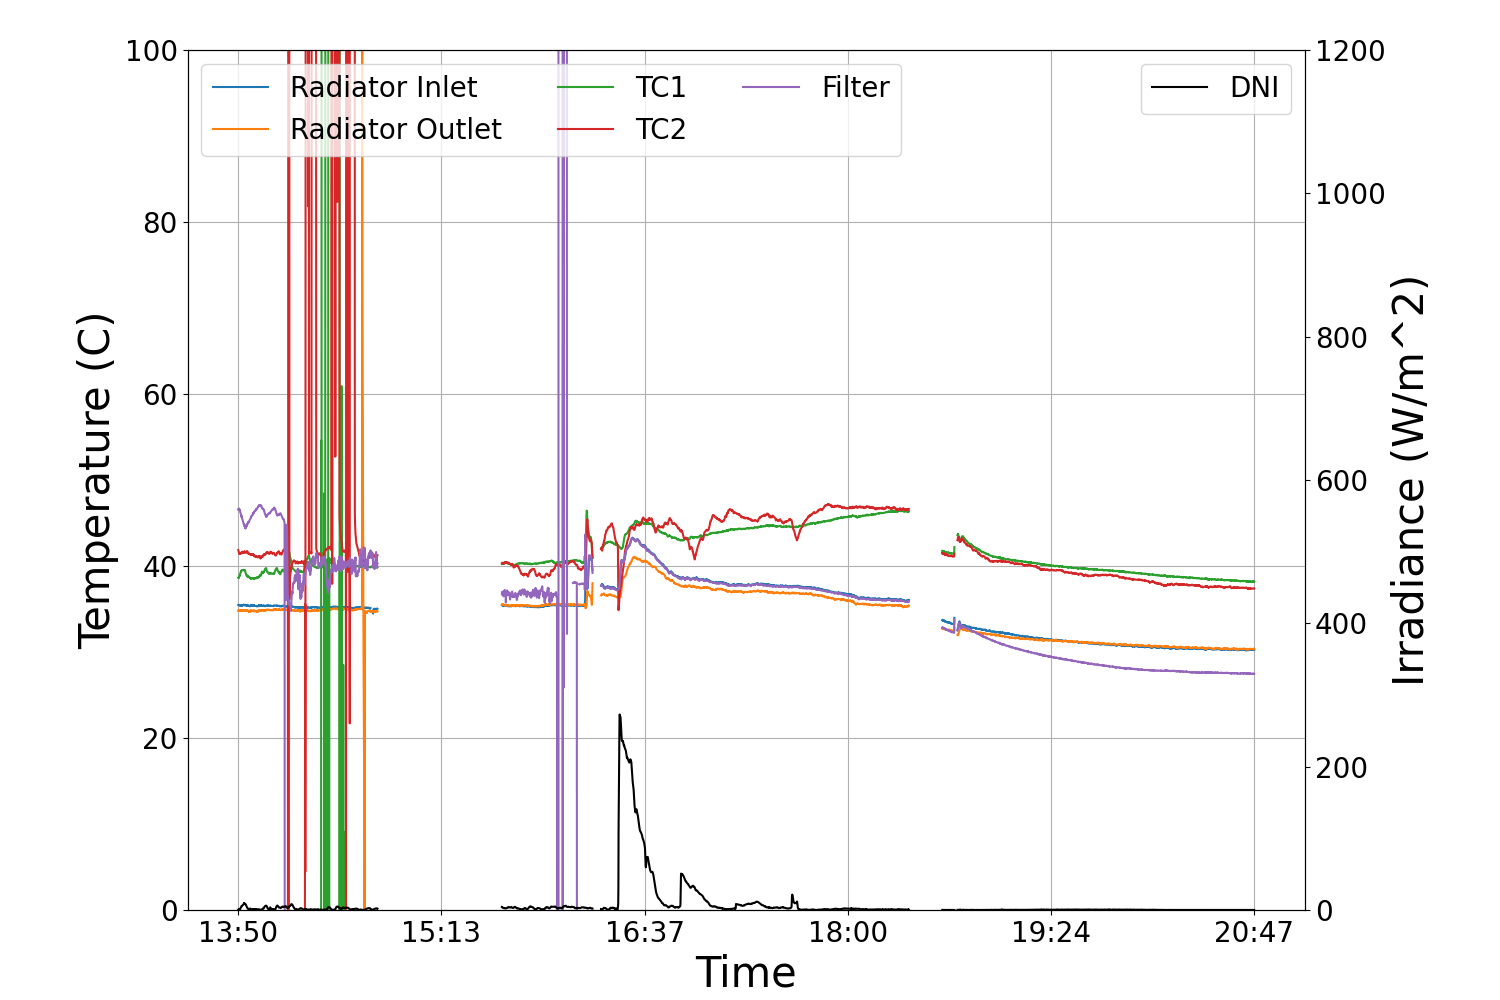 100
80
60
40
20
0
Temperature (C)
Radiator Inlet
Radiator Outlet
TC1
TC2
Filter
DNI
1200
1000
800
600
400
200
0
Irradiance (W/m^2)
13:50
15:13
16:37
18:00
19:24
20:47
Time